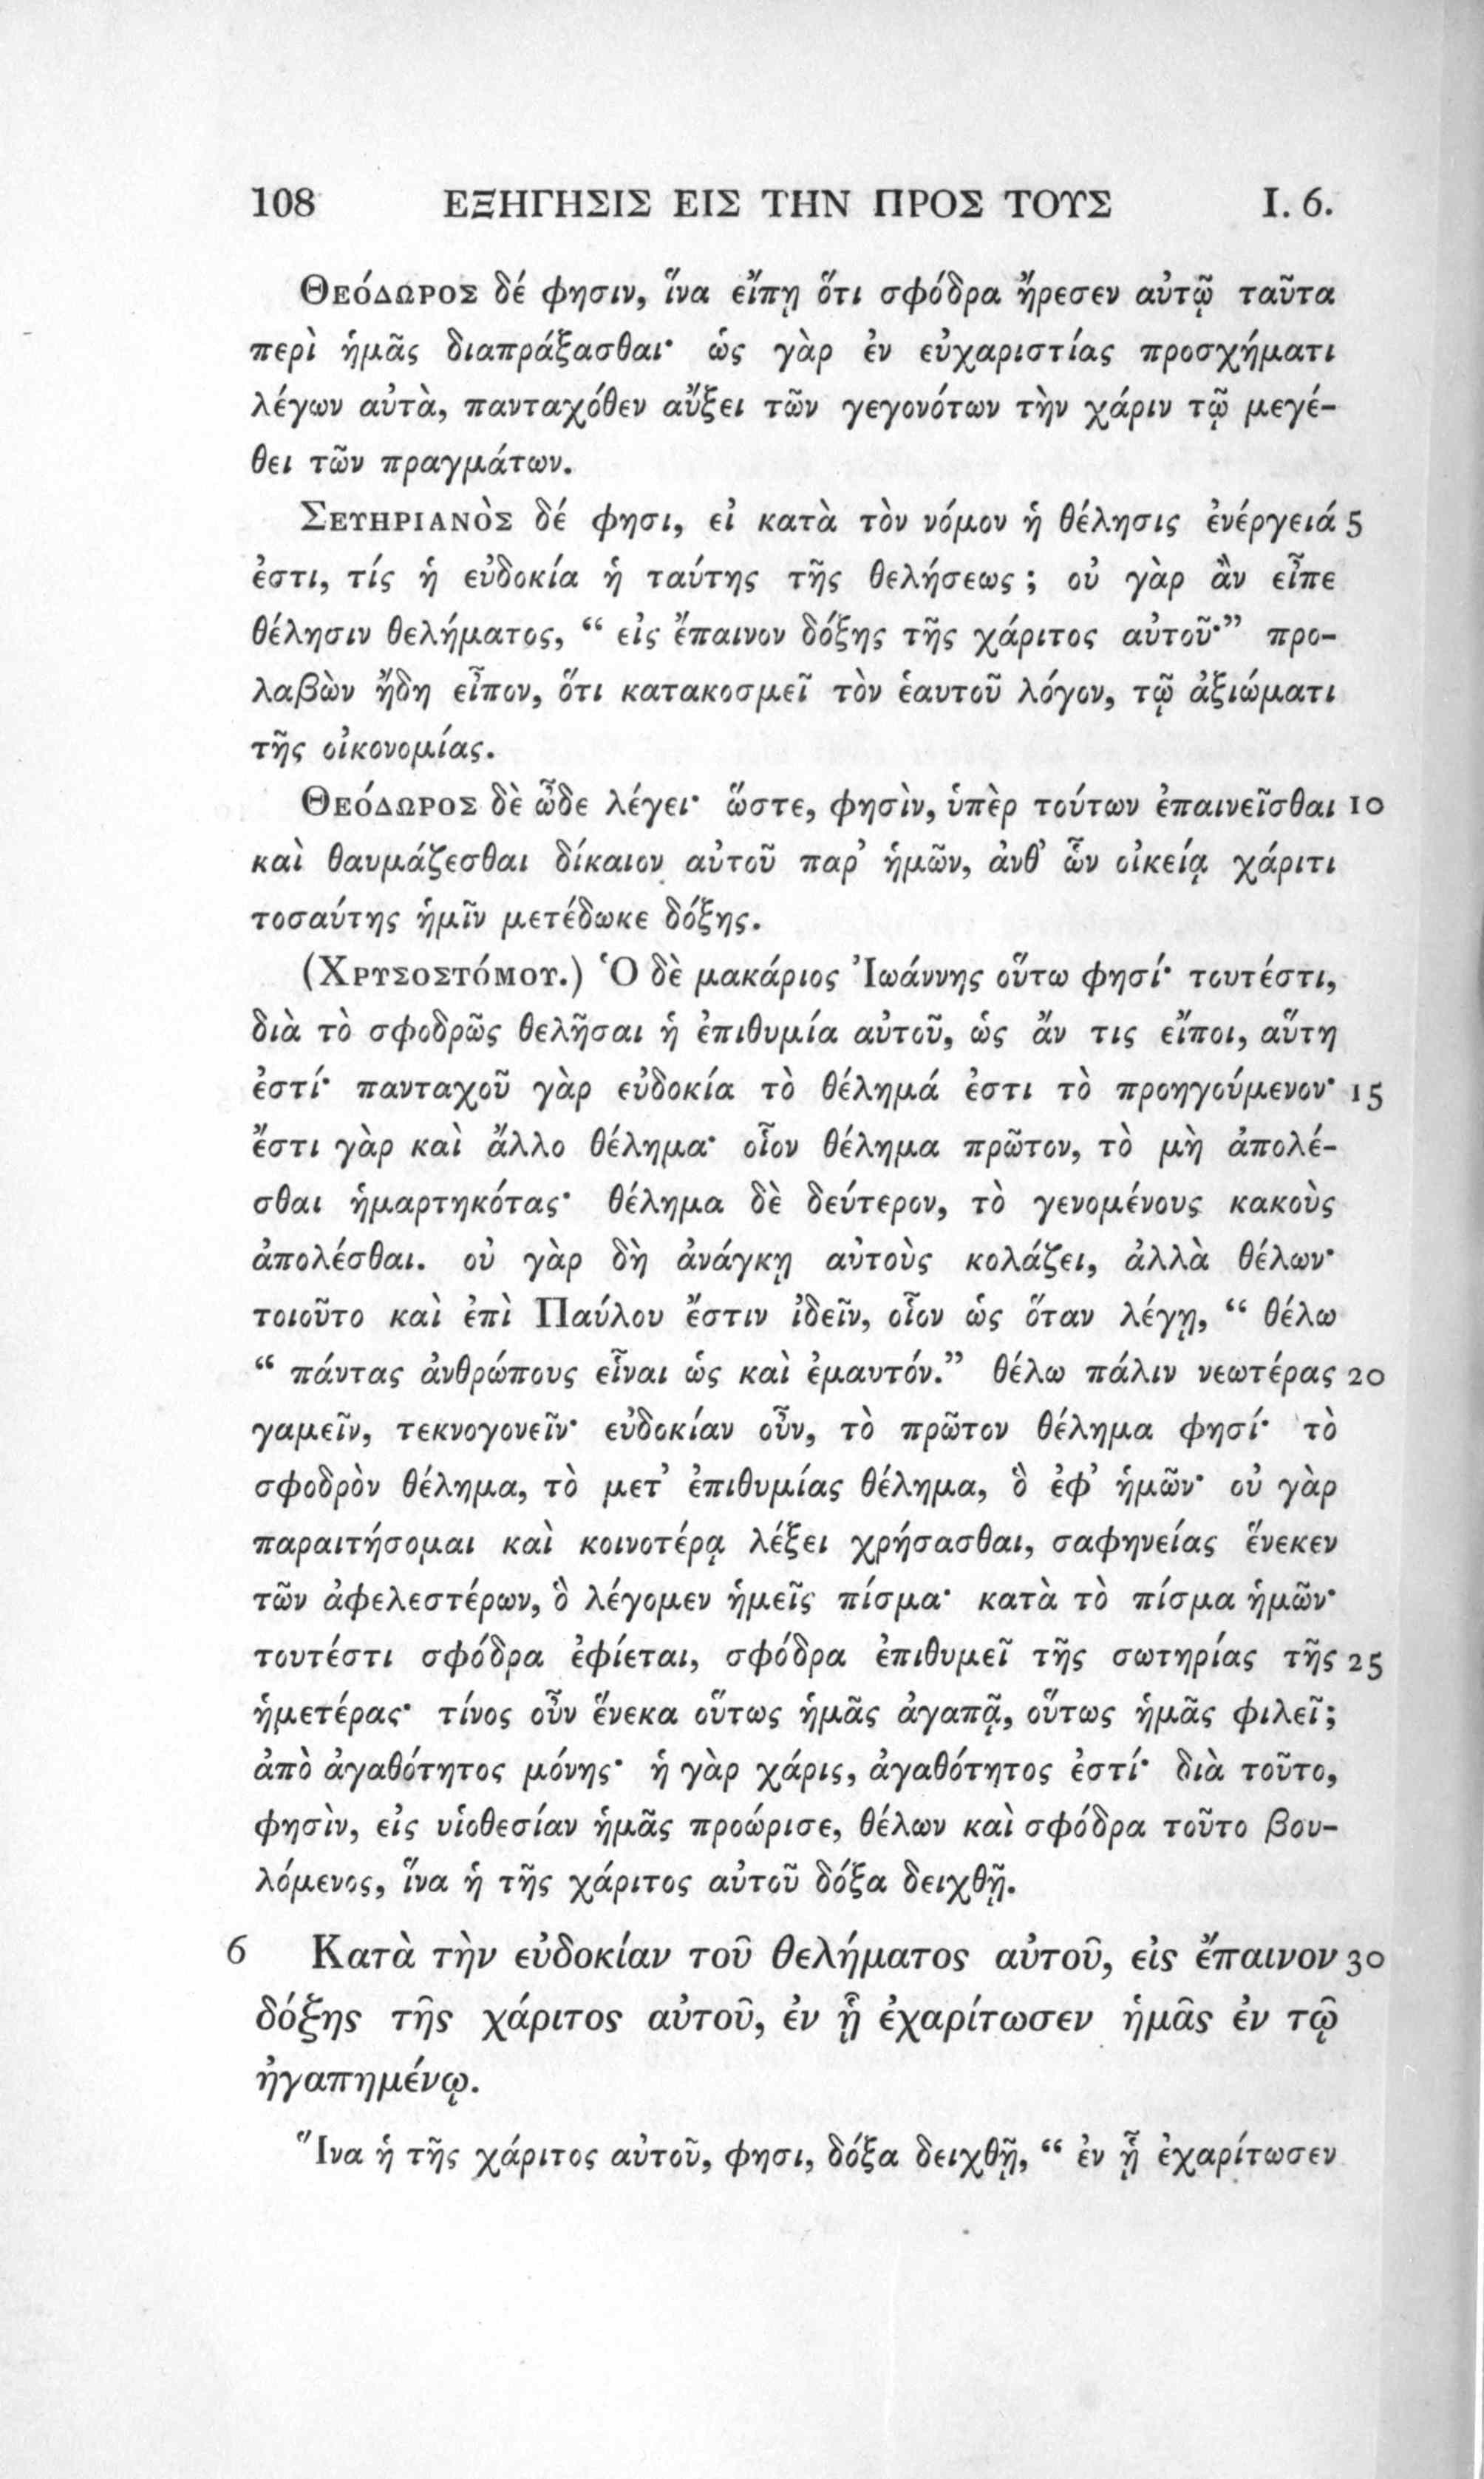 108 ΕΞΗΓΗΣΙΣ ΕΙΣ ΤΗΝ ΠΡΟΣ ΤΟΥΣ I. 6.
Θεόδωρος δέ φησιν, ἵνα εἴπῃ ὅτι σφόδρα ἤρεσεν αὐτῷ ταῦτα
περὶ ἡμᾶς διαπράξασθαι· ὡς γὰρ ἐν εὐχαριστίας προσχήματι
λέγων αὐτὰ, πανταχόθεν αὔξει τῶν γεγονότων τὴν χάριν τῷ μεγέ-
θει τῶν πραγμάτων.
Σευηριανὸς δέ φησι, εἰ κατὰ τὸν νόμον ἡ θέλησις ἐνέργειά 5
ἐστι, τίς ἡ εὐδοκία ἡ ταύτης τῆς θελήσεως ; οὐ γὰρ ἂν εἶπε
θέλησιν θελήματος, “ εἰς ἔπαινον δόξης τῆς χάριτος αὐτοῦ·” προ-
λαβὼν ἤδη εἶπον, ὅτι κατακοσμεῖ τὸν ἑαυτοῦ λόγον, τῷ ἀξιώματι
τῆς οἰκονομίας.
Θεόδωρος δὲ ὧδε λέγει· ὥστε, φησὶν, ὑπὲρ τούτων ἐπαινεῖσθαι 10
καὶ θαυμάζεσθαι δίκαιον αὐτοῦ παρ’ ἡμῶν, ἀνθ’ ὧν οἰκείᾳ χάριτι
τοσαύτης ἡμῖν μετέδωκε δόξης.
(Χρυσοστόμου.) Ὁ δὲ μακάριος Ἰωάννης οὕτω φησί· τουτέστι,
διὰ τὸ σφοδρῶς θελῆσαι ἡ ἐπιθυμία αὐτοῦ, ὡς ἄν τις εἴποι, αὕτη
ἐστί· πανταχοῦ γὰρ εὐδοκία τὸ θέλημά ἐστι τὸ προηγούμενον· 15
ἔστι γὰρ καὶ ἄλλο θέλημα· οἷον θέλημα πρῶτον, τὸ μὴ ἀπολέ-
σθαι ἡμαρτηκότας· θέλημα δὲ δεύτερον, τὸ γενομένους κακοὺς
ἀπολέσθαι. οὐ γὰρ δὴ ἀνάγκῃ αὐτοὺς κολάζει, ἀλλὰ θέλων·
τοιοῦτο καὶ ἐπὶ Παύλου ἔστιν ἰδεῖν, οἷον ὡς ὅταν λέγῃ, “ θέλω
“ πάντας ἀνθρώπους εἶναι ὡς καὶ ἐμαυτόν.” θέλω πάλιν νεωτέρας 20
γαμεῖν, τεκνογονεῖν· εὐδοκίαν οὖν, τὸ πρῶτον θέλημα φησί· τὸ
σφοδρὸν θέλημα, τὸ μετ’ ἐπιθυμίας θέλημα, ὃ ἐφ’ ἡμῶν· οὐ γὰρ
παραιτήσομαι καὶ κοινοτέρᾳ λέξει χρήσασθαι, σαφηνείας ἕνεκεν
τῶν ἀφελεστέρων, ὃ λέγομεν ἡμεῖς πίσμα· κατὰ τὸ πίσμα ἡμῶν·
τουτέστι σφόδρα ἐφίεται, σφόδρα ἐπιθυμεῖ τῆς σωτηρίας τῆς 25
ἡμετέρας· τίνος οὖν ἕνεκα οὕτως ἡμᾶς ἀγαπᾷ, οὕτως ἡμᾶς φιλεῖ;
ἀπὸ ἀγαθότητος μόνης· ἡ γὰρ χάρις, ἀγαθότητος ἐστί· διὰ τοῦτο,
φησὶν, εἰς υἱοθεσίαν ἡμᾶς προώρισε, θέλων καὶ σφόδρα τοῦτο βου-
λόμενος, ἵνα ἡ τῆς χάριτος αὐτοῦ δόξα δειχθῇ.
6 Κατὰ τὴν εὐδοκίαν τοῦ θελήματος αὐτοῦ, εἰς ἔπαινον 30
δόξης τῆς χάριτος αὐτοῦ, ἐν ᾗ ἐχαρίτωσεν ἡμᾶς ἐν τῷ
ἠγαπημένῳ.
Ἵνα ἡ τῆς χάριτος αὐτοῦ, φησι, δόξα δειχθῇ, “ ἐν ᾗ ἐχαρίτωσεν